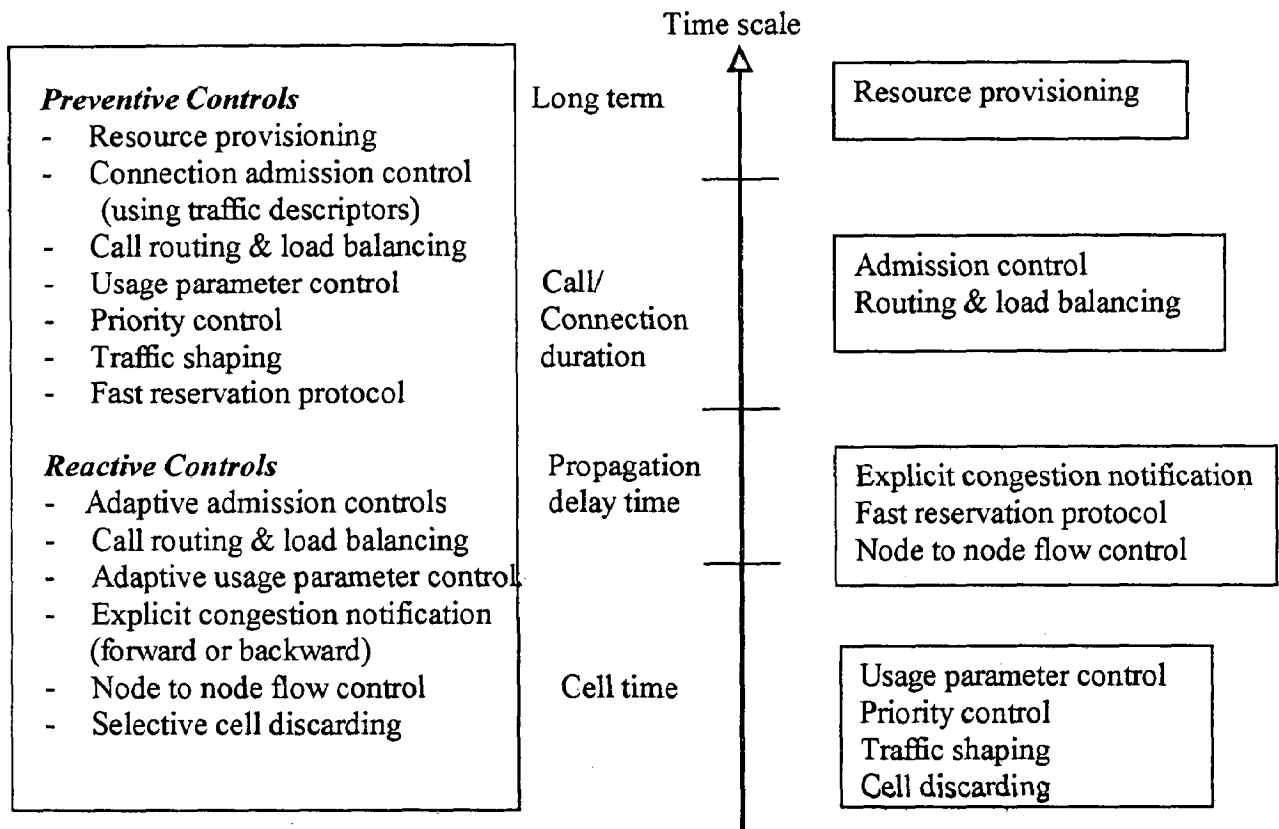 Time scale
Preventive Controls
- Resource provisioning
- Connection admission control
(using traffic descriptors)
- Call routing & load balancing
- Usage parameter control
- Priority control
- Traffic shaping
- Fast reservation protocol
Reactive Controls
- Adaptive admission controls
- Call routing & load balancing
- Adaptive usage parameter control
- Explicit congestion notification
(forward or backward)
- Node to node flow control
- Selective cell discarding
Long term
Call/
Connection
duration
Propagation
delay time
Cell time
Resource provisioning
Admission control
Routing & load balancing
Explicit congestion notification
Fast reservation protocol
Node to node flow control
Usage parameter control
Priority control
Traffic shaping
Cell discarding